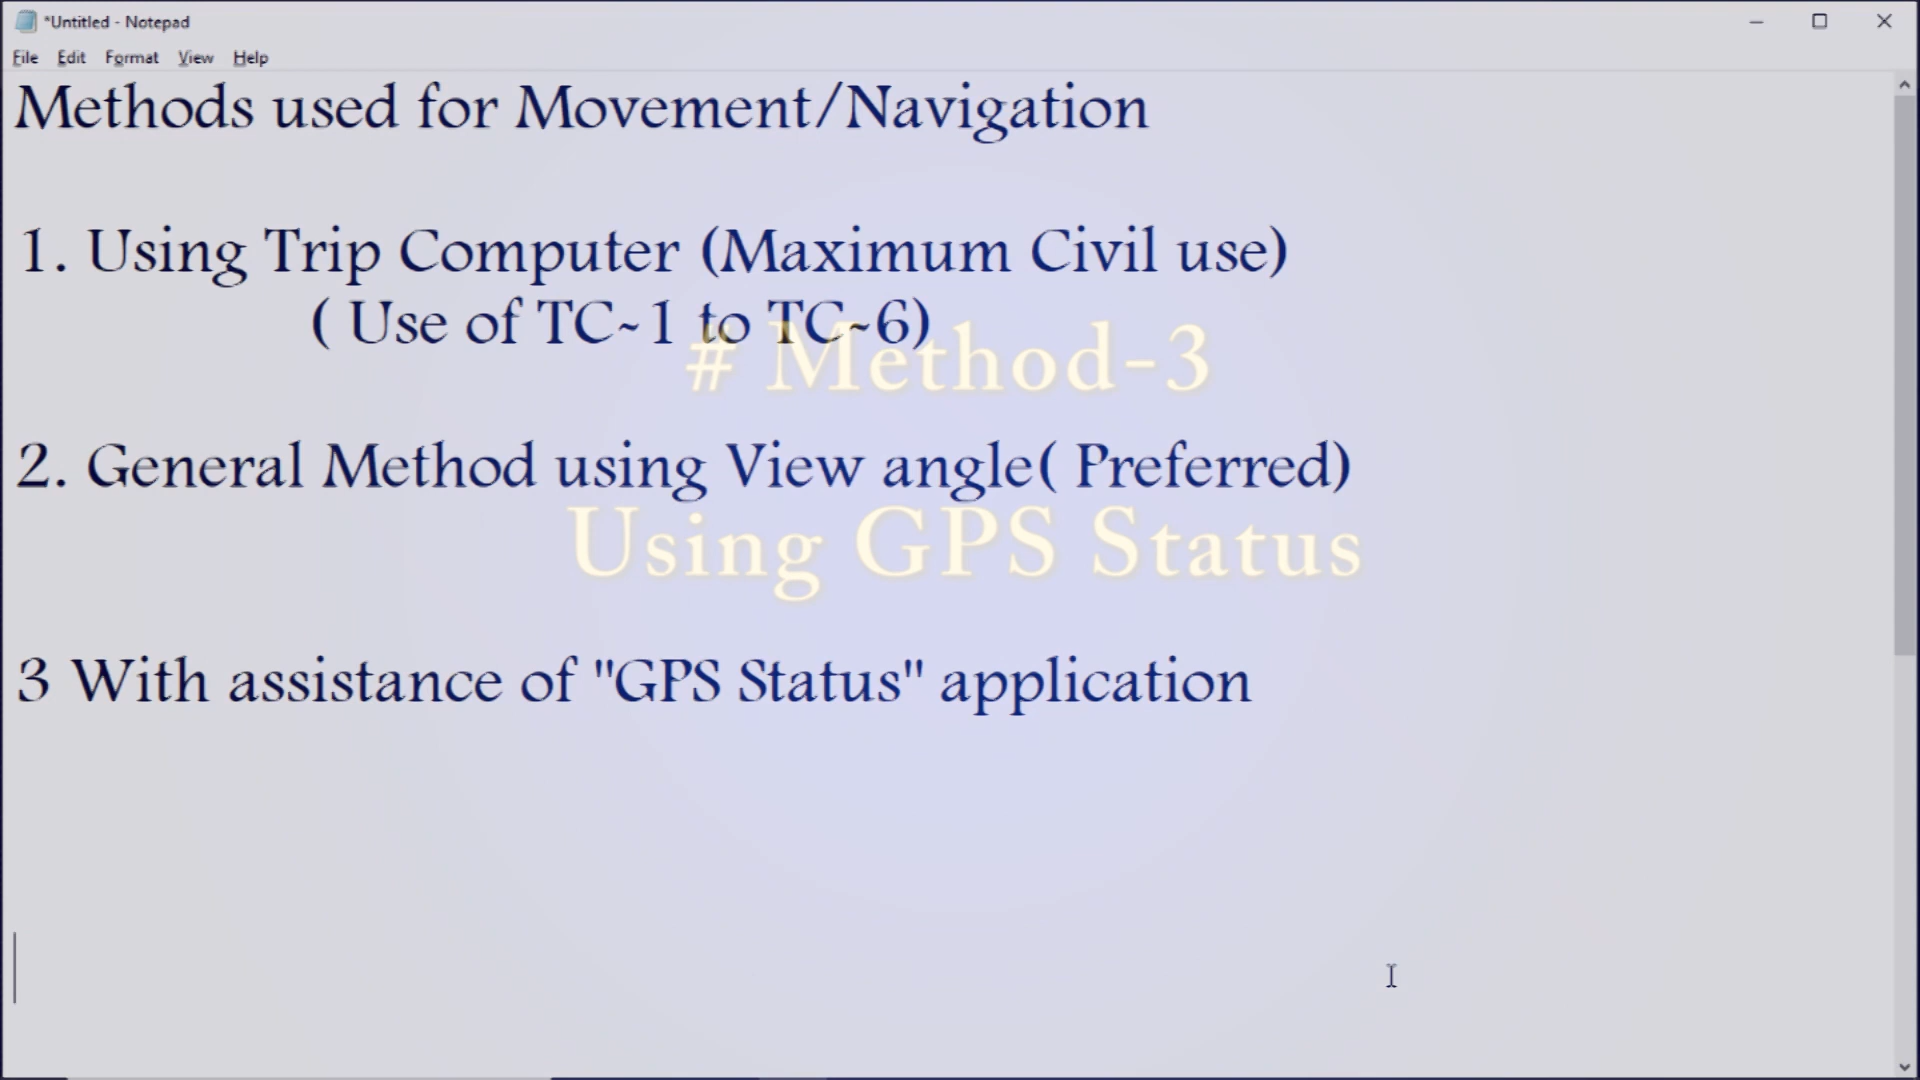 *Untitled - Notepad
File Edit Format View Help
Methods used for Movement/Navigation
1. Using Trip Computer (Maximum Civil use)
( Use of TC~1 to TC~6)
# Method-3
2. General Method using View angle( Preferred)
Using GPS Status
3 With assistance of "GPS Status" application